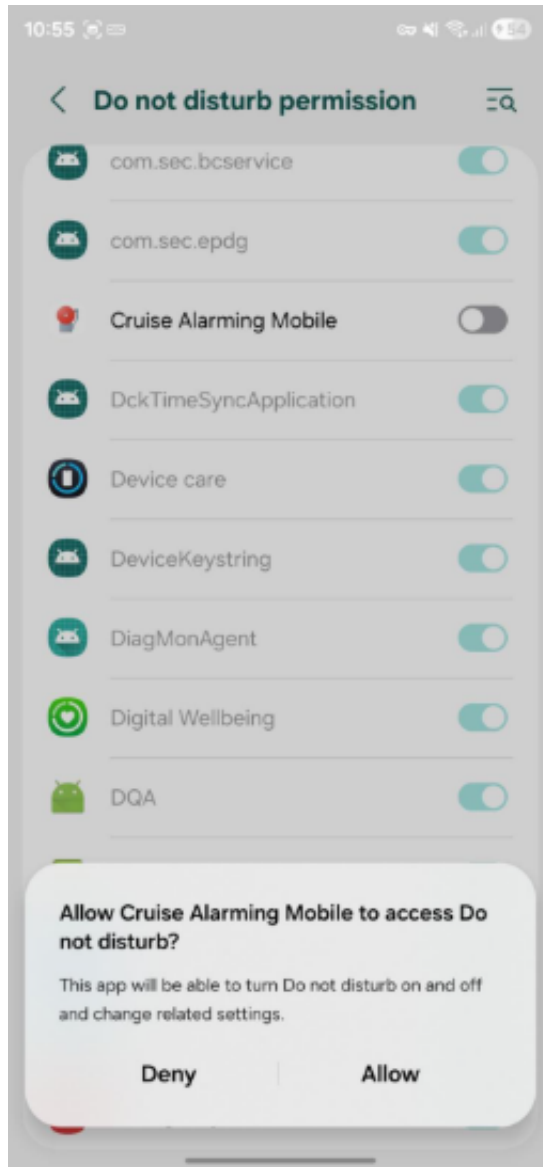 10:55
54
Do not disturb permission
com.sec.bcservice
com.sec.epdg
Cruise Alarming Mobile
DckTimeSyncApplication
Device care
DeviceKeystring
DiagMonAgent
Digital Wellbeing
DQA
Allow Cruise Alarming Mobile to access Do
not disturb?
This app will be able to turn Do not disturb on and off
and change related settings.
Deny
Allow